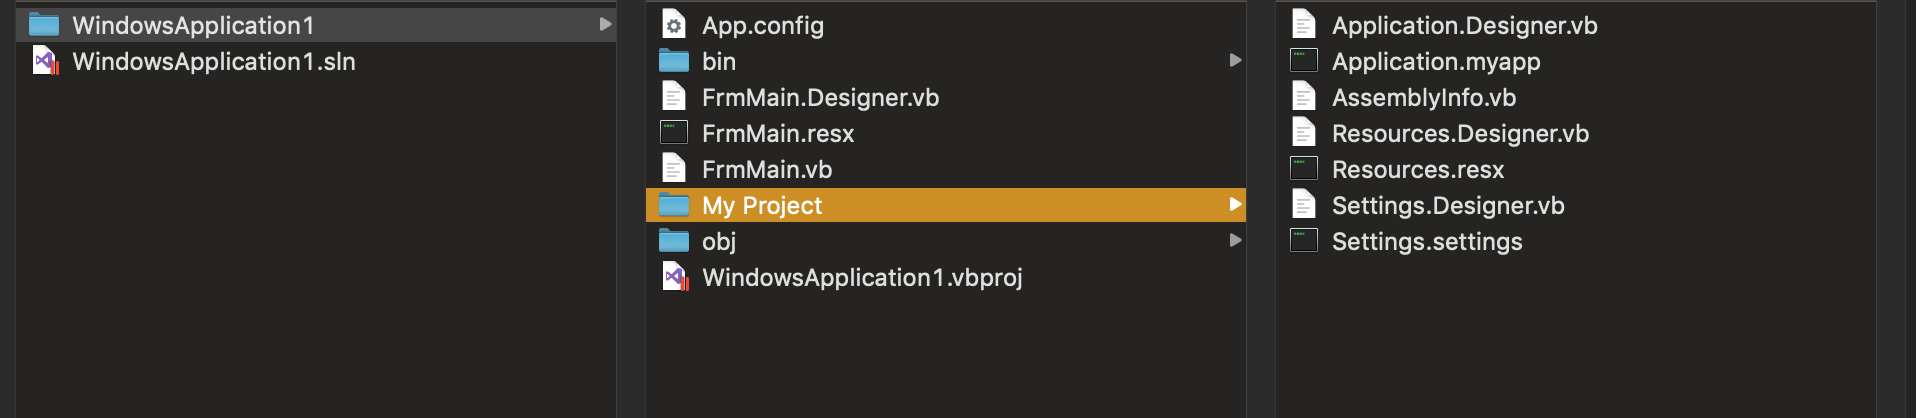 WindowsApplication1
WindowsApplication1.sln
App.config
bin
FrmMain.Designer.vb
FrmMain.resx
FrmMain.vb
My Project
obj
WindowsApplication1.vbproj
Application.Designer.vb
Application.myapp
AssemblyInfo.vb
Resources.Designer.vb
Resources.resx
Settings.Designer.vb
Settings.settings